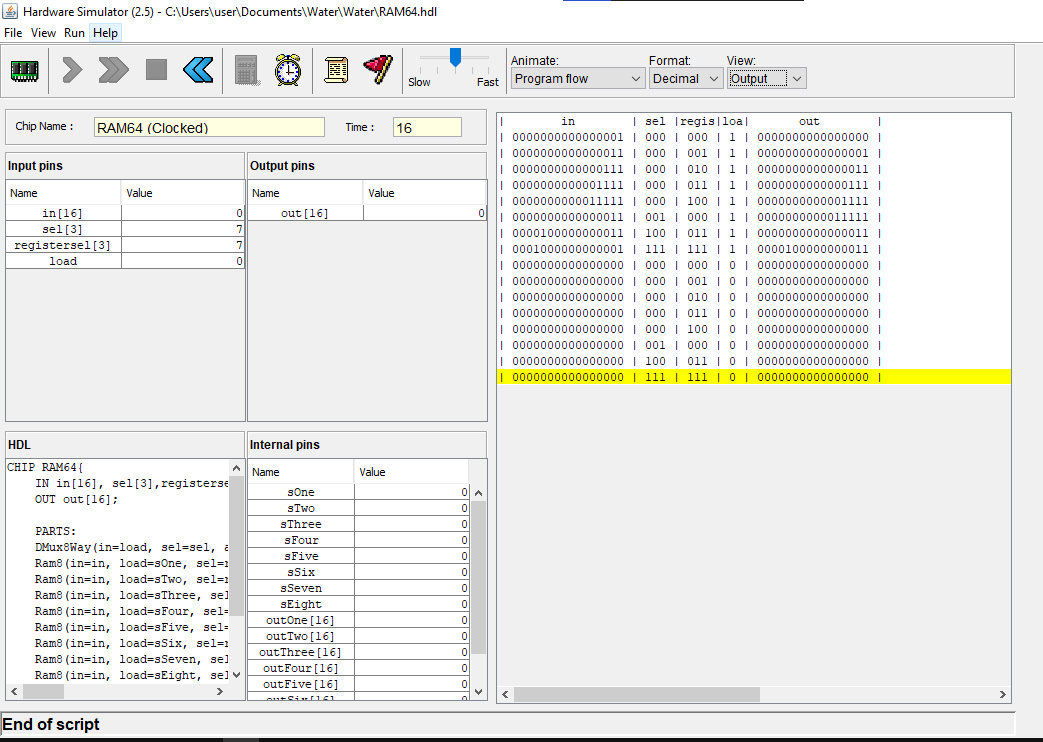 Hardware Simulator (2.5) - C:\Users\user\Documents\Water\Water\RAM64.hdl
File View Run Help
Slow Fast
Animate: Format: View:
Program flow Decimal Output
Chip Name : RAM64 (Clocked) Time : 16
Input pins
Name Value
in[16] 0
sel[3] 7
registersel[3] 7
load 0
Output pins
Name Value
out[16] 0
HDL
CHIP RAM64{
IN in[16], sel[3],registerse
OUT out[16];
PARTS:
DMux8Way(in=load, sel=sel, a
Ram8(in=in, load=sOne, sel=r
Ram8(in=in, load=sTwo, sel=r
Ram8(in=in, load=sThree, sel
Ram8(in=in, load=sFour, sel=
Ram8(in=in, load=sFive, sel=
Ram8(in=in, load=sSix, sel=r
Ram8(in=in, load=sSeven, sel
Ram8(in=in, load=sEight, sel
Internal pins
Name Value
sOne 0
sTwo 0
sThree 0
sFour 0
sFive 0
sSix 0
sSeven 0
sEight 0
outOne[16] 0
outTwo[16] 0
outThree[16] 0
outFour[16] 0
outFive[16] 0
outSix[16] 0
| in | sel |regis|loa| out |
| 0000000000000001 | 000 | 000 | 1 | 0000000000000000 |
| 0000000000000011 | 000 | 001 | 1 | 0000000000000001 |
| 0000000000000111 | 000 | 010 | 1 | 0000000000000011 |
| 0000000000001111 | 000 | 011 | 1 | 0000000000000111 |
| 0000000000011111 | 000 | 100 | 1 | 0000000000001111 |
| 0000000000000011 | 001 | 000 | 1 | 0000000000011111 |
| 0000100000000011 | 100 | 011 | 1 | 0000000000000011 |
| 0001000000000001 | 111 | 111 | 1 | 0000100000000011 |
| 0000000000000000 | 000 | 000 | 0 | 0000000000000000 |
| 0000000000000000 | 000 | 001 | 0 | 0000000000000000 |
| 0000000000000000 | 000 | 010 | 0 | 0000000000000000 |
| 0000000000000000 | 000 | 011 | 0 | 0000000000000000 |
| 0000000000000000 | 000 | 100 | 0 | 0000000000000000 |
| 0000000000000000 | 001 | 000 | 0 | 0000000000000000 |
| 0000000000000000 | 100 | 011 | 0 | 0000000000000000 |
| 0000000000000000 | 111 | 111 | 0 | 0000000000000000 |
End of script